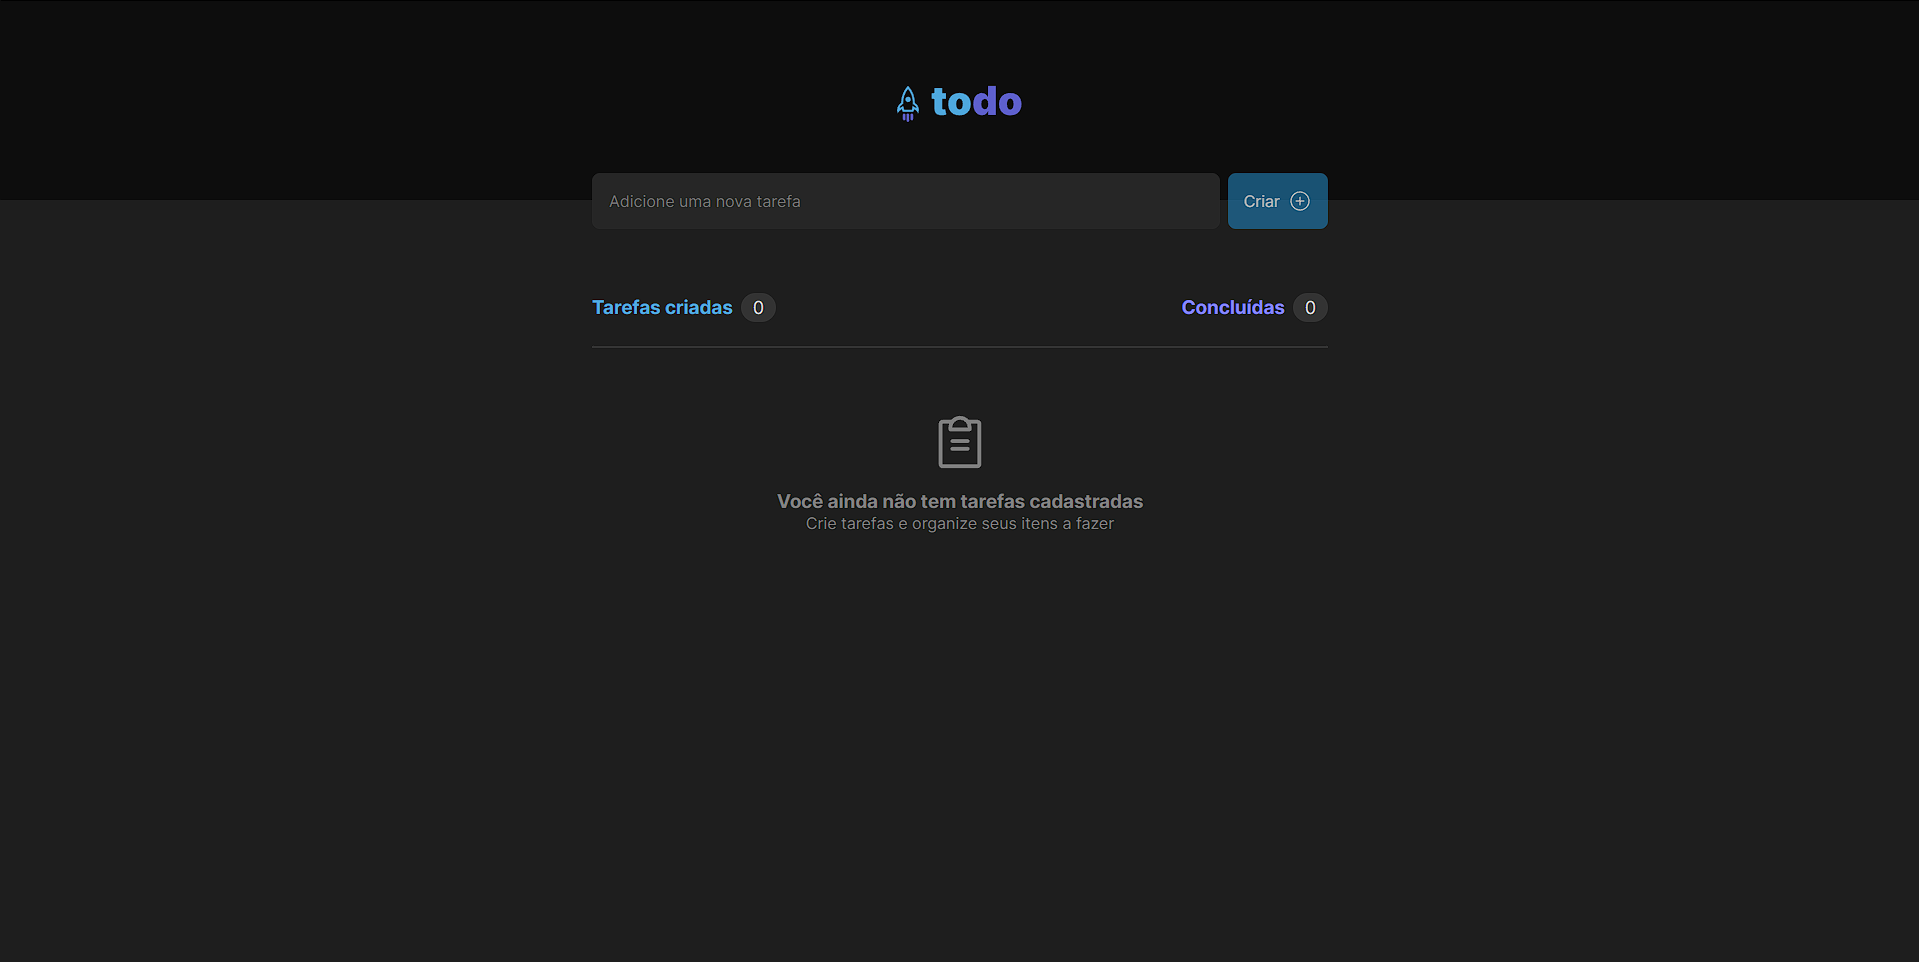 todo
Adicione uma nova tarefa
Criar
Tarefas criadas 0
Concluídas 0
Você ainda não tem tarefas cadastradas
Crie tarefas e organize seus itens a fazer